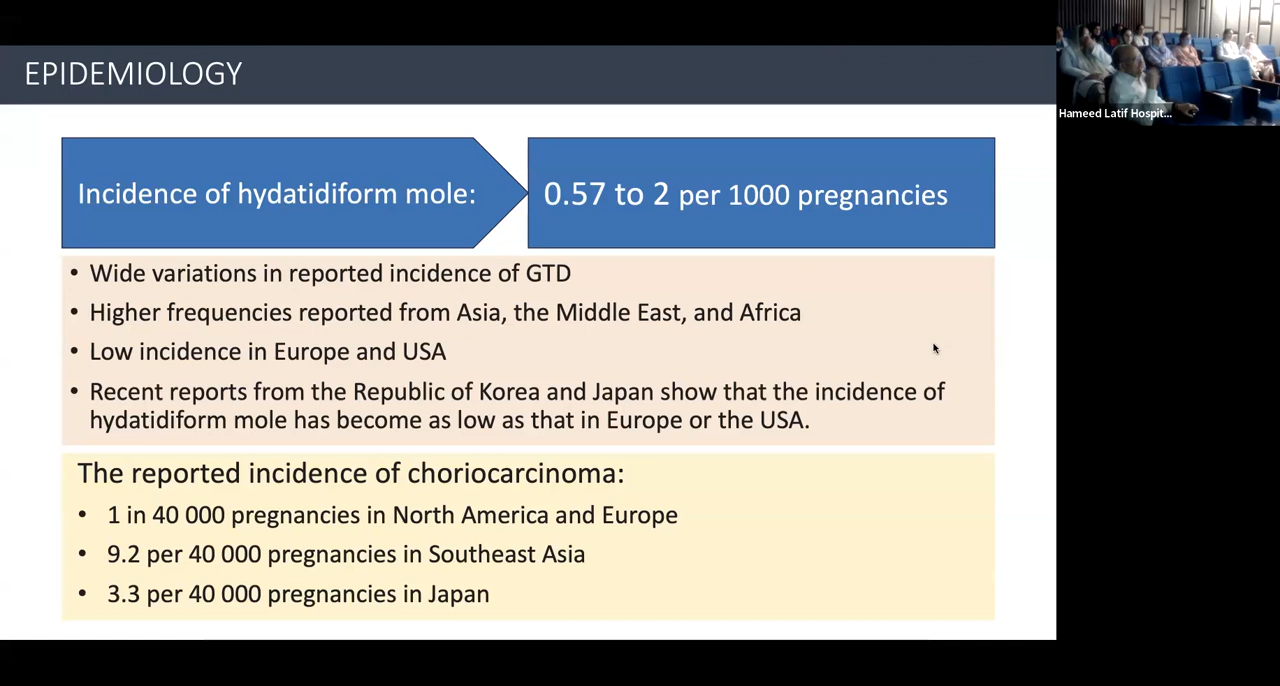 EPIDEMIOLOGY
Hameed Latif Hospit...
Incidence of hydatidiform mole:
0.57 to 2 per 1000 pregnancies
• Wide variations in reported incidence of GTD
• Higher frequencies reported from Asia, the Middle East, and Africa
• Low incidence in Europe and USA
• Recent reports from the Republic of Korea and Japan show that the incidence of
hydatidiform mole has become as low as that in Europe or the USA.
The reported incidence of choriocarcinoma:
• 1 in 40 000 pregnancies in North America and Europe
• 9.2 per 40 000 pregnancies in Southeast Asia
• 3.3 per 40 000 pregnancies in Japan